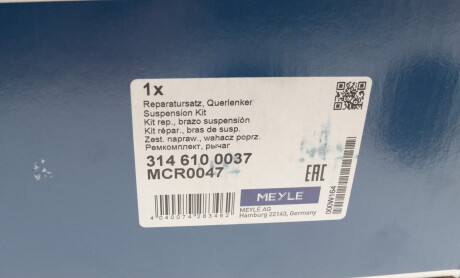 1x
Reparatursatz, Querlenker
Suspension Kit
Kit rep., brazo suspensión
Kit répar., bras de susp.
Zest. napraw., wahacz poprz.
Ремкомплект, рычаг
314 610 0037
MCR0047
EAC
MEYLE
MEYLE AG
Hamburg 22143, Germany
000W164